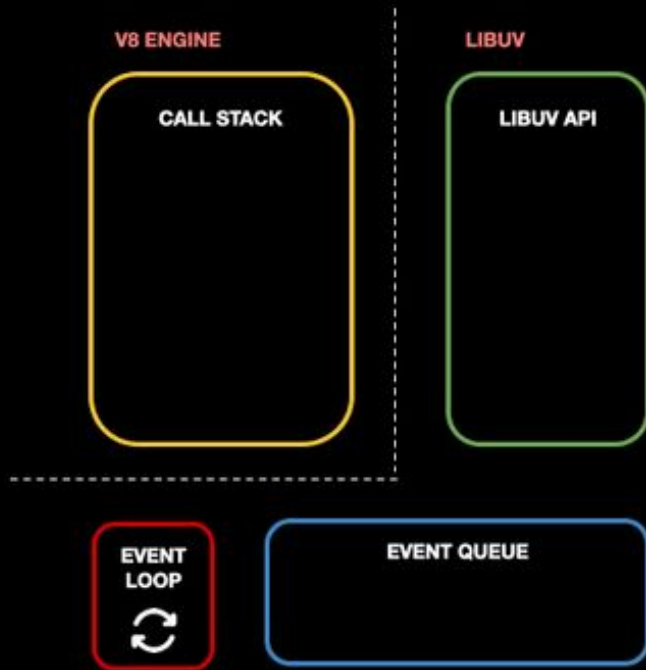 V8 ENGINE
LIBUV
CALL STACK
LIBUV API
EVENT
LOOP
EVENT QUEUE